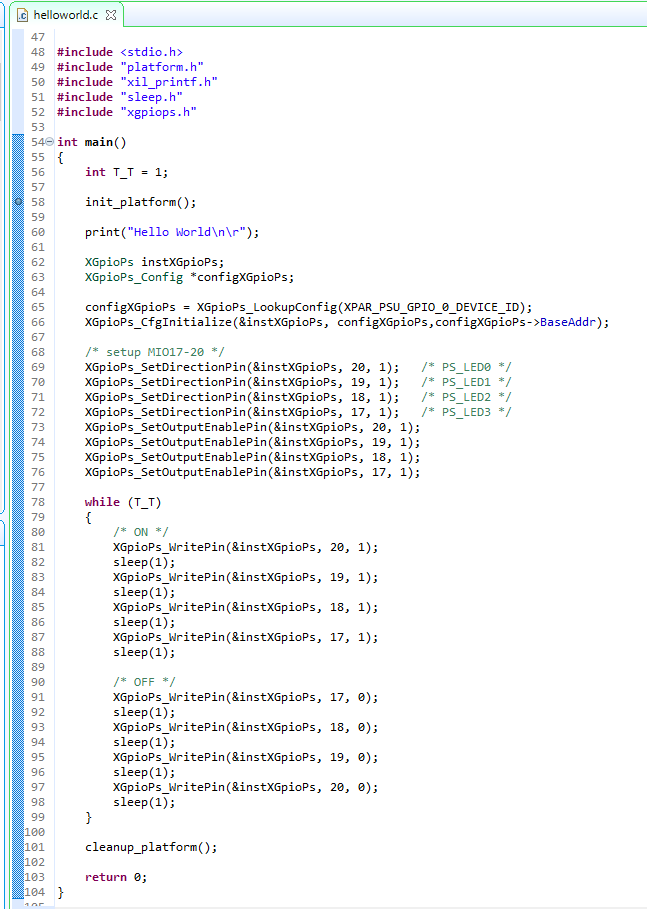 helloworld.c
47
48 #include <stdio.h>
49 #include "platform.h"
50 #include "xil_printf.h"
51 #include "sleep.h"
52 #include "xgpiops.h"
53
54 int main()
55 {
56     int T_T = 1;
57
58     init_platform();
59
60     print("Hello World\n\r");
61
62     XGpioPs instXGpioPs;
63     XGpioPs_Config *configXGpioPs;
64
65     configXGpioPs = XGpioPs_LookupConfig(XPAR_PSU_GPIO_0_DEVICE_ID);
66     XGpioPs_CfgInitialize(&instXGpioPs, configXGpioPs,configXGpioPs->BaseAddr);
67
68     /* setup MIO17-20 */
69     XGpioPs_SetDirectionPin(&instXGpioPs, 20, 1);   /* PS_LED0 */
70     XGpioPs_SetDirectionPin(&instXGpioPs, 19, 1);   /* PS_LED1 */
71     XGpioPs_SetDirectionPin(&instXGpioPs, 18, 1);   /* PS_LED2 */
72     XGpioPs_SetDirectionPin(&instXGpioPs, 17, 1);   /* PS_LED3 */
73     XGpioPs_SetOutputEnablePin(&instXGpioPs, 20, 1);
74     XGpioPs_SetOutputEnablePin(&instXGpioPs, 19, 1);
75     XGpioPs_SetOutputEnablePin(&instXGpioPs, 18, 1);
76     XGpioPs_SetOutputEnablePin(&instXGpioPs, 17, 1);
77
78     while (T_T)
79     {
80         /* ON */
81         XGpioPs_WritePin(&instXGpioPs, 20, 1);
82         sleep(1);
83         XGpioPs_WritePin(&instXGpioPs, 19, 1);
84         sleep(1);
85         XGpioPs_WritePin(&instXGpioPs, 18, 1);
86         sleep(1);
87         XGpioPs_WritePin(&instXGpioPs, 17, 1);
88         sleep(1);
89
90         /* OFF */
91         XGpioPs_WritePin(&instXGpioPs, 17, 0);
92         sleep(1);
93         XGpioPs_WritePin(&instXGpioPs, 18, 0);
94         sleep(1);
95         XGpioPs_WritePin(&instXGpioPs, 19, 0);
96         sleep(1);
97         XGpioPs_WritePin(&instXGpioPs, 20, 0);
98         sleep(1);
99     }
100
101     cleanup_platform();
102
103     return 0;
104 }
105